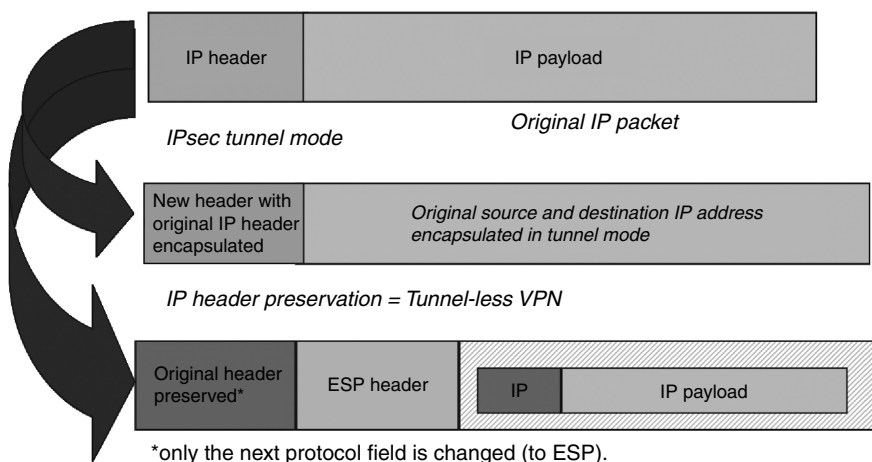 IP header
IP payload
IPsec tunnel mode
Original IP packet
New header with
original IP header
encapsulated
Original source and destination IP address
encapsulated in tunnel mode
IP header preservation = Tunnel-less VPN
Original header
preserved*
ESP header
IP
IP payload
*only the next protocol field is changed (to ESP).